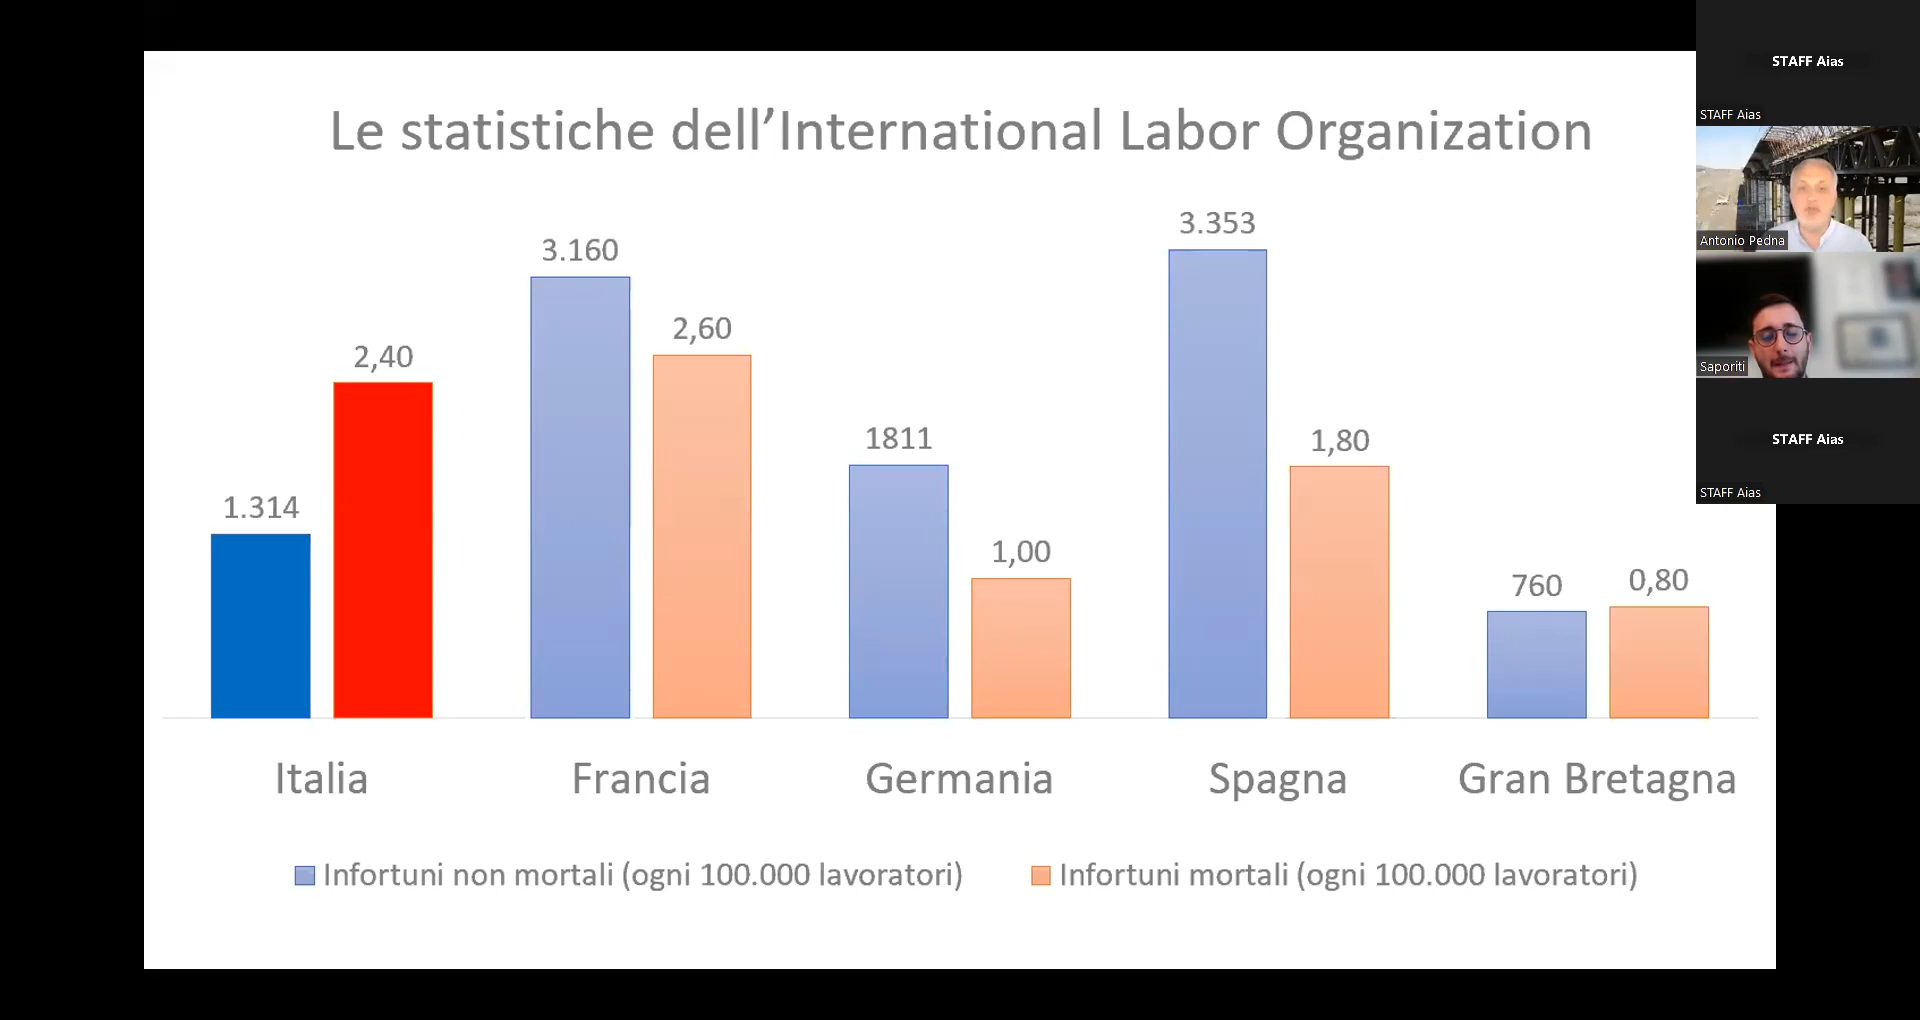 Le statistiche dell’International Labor Organization
3.353
3.160
2,60
2,40
1811
1,80
1.314
1,00
760
0,80
Italia
Francia
Germania
Spagna
Gran Bretagna
Infortuni non mortali (ogni 100.000 lavoratori)
Infortuni mortali (ogni 100.000 lavoratori)
STAFF Aias
STAFF Aias
Antonio Pedna
Saporiti
STAFF Aias
STAFF Aias